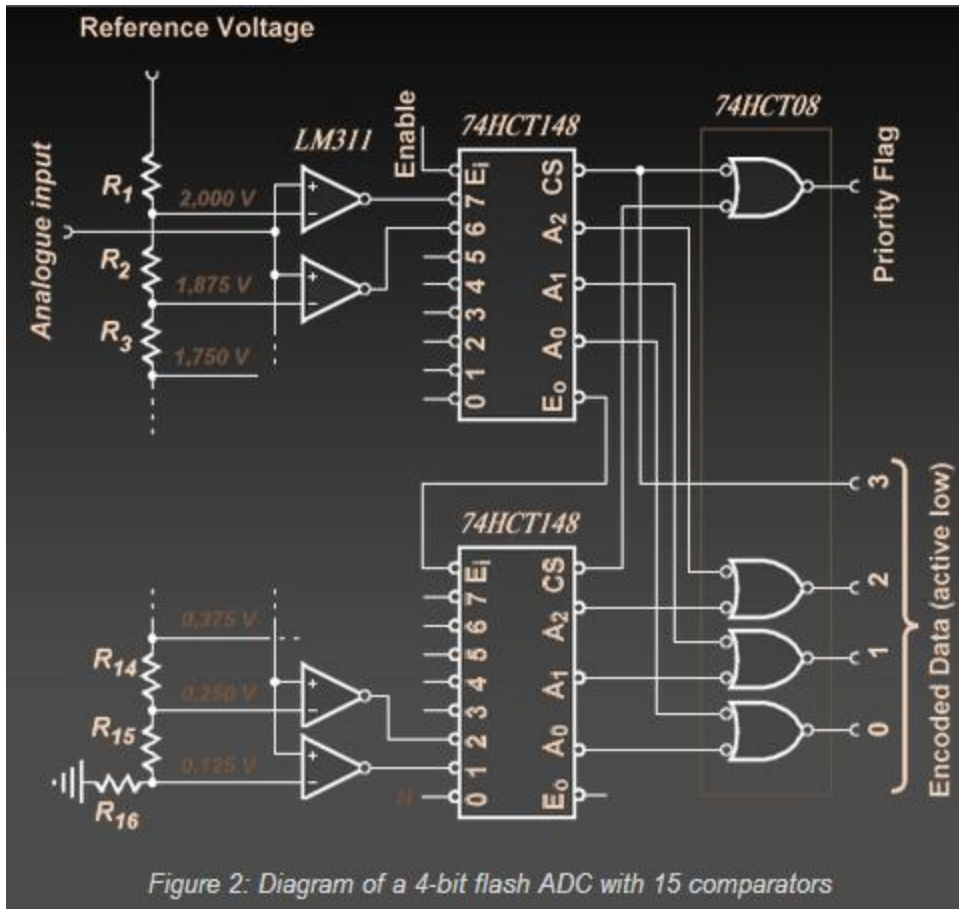 Reference Voltage
Analogue input
R1
2,000 V
R2
1,875 V
R3
1,750 V
LM311
+
−
+
−
Enable
74HCT148
Ei
7
6
5
4
3
2
1
0
CS
A2
A1
A0
Eo
74HCT08
Priority Flag
3
2
1
0
Encoded Data (active low)
74HCT148
Ei
7
6
5
4
3
2
1
0
CS
A2
A1
A0
Eo
0,375 V
R14
0,250 V
R15
0,125 V
R16
+
−
+
−
H
Figure 2: Diagram of a 4-bit flash ADC with 15 comparators